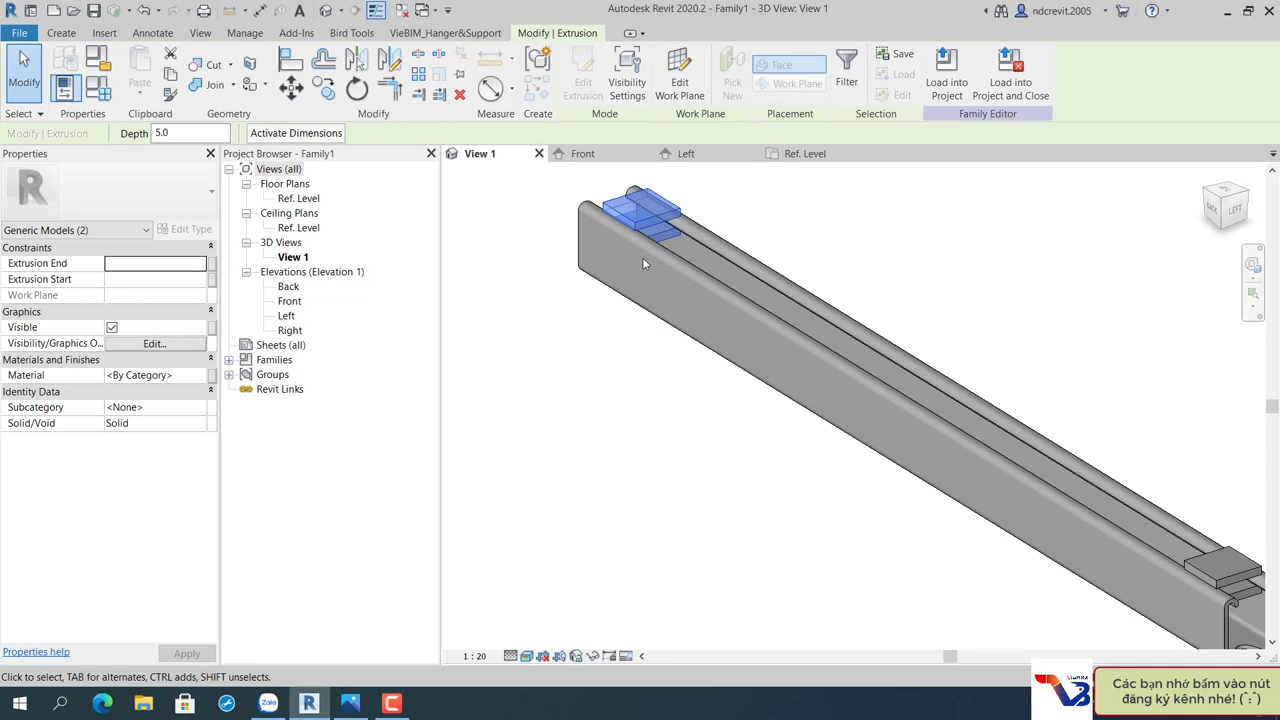 Autodesk Revit 2020.2 - Family1 - 3D View: View 1
ndcrevit.2005
File Create Insert Annotate View Manage Add-Ins Bird Tools VieBIM_Hanger&Support Modify | Extrusion
Modify
Paste
Cut
Join
Edit Extrusion
Visibility Settings
Edit Work Plane
Pick New
Face
Work Plane
Filter
Save
Load
Edit
Load into Project
Load into Project and Close
Select Properties Clipboard Geometry Modify Measure Create Mode Work Plane Placement Selection Family Editor
Modify | Extrusion Depth 5.0 Activate Dimensions
Properties
Generic Models (2) Edit Type
Constraints
Extrusion End
Extrusion Start
Work Plane
Graphics
Visible
Visibility/Graphics O... Edit...
Materials and Finishes
Material <By Category>
Identity Data
Subcategory <None>
Solid/Void Solid
Properties help Apply
Project Browser - Family1
Views (all)
Floor Plans
Ref. Level
Ceiling Plans
Ref. Level
3D Views
View 1
Elevations (Elevation 1)
Back
Front
Left
Right
Sheets (all)
Families
Groups
Revit Links
View 1 Front Left Ref. Level
BACK LEFT
1 : 20
Click to select, TAB for alternates, CTRL adds, SHIFT unselects.
Zalo
VieBIM
Các bạn nhớ bấm vào nút
đăng ký kênh nhé! (ˆ:ˆ)